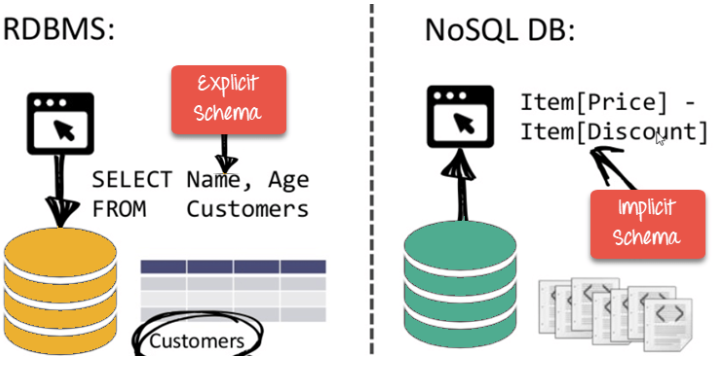 RDBMS:
Explicit
Schema
SELECT Name, Age
FROM Customers
Customers
NoSQL DB:
Item[Price] -
Item[Discount]
Implicit
Schema